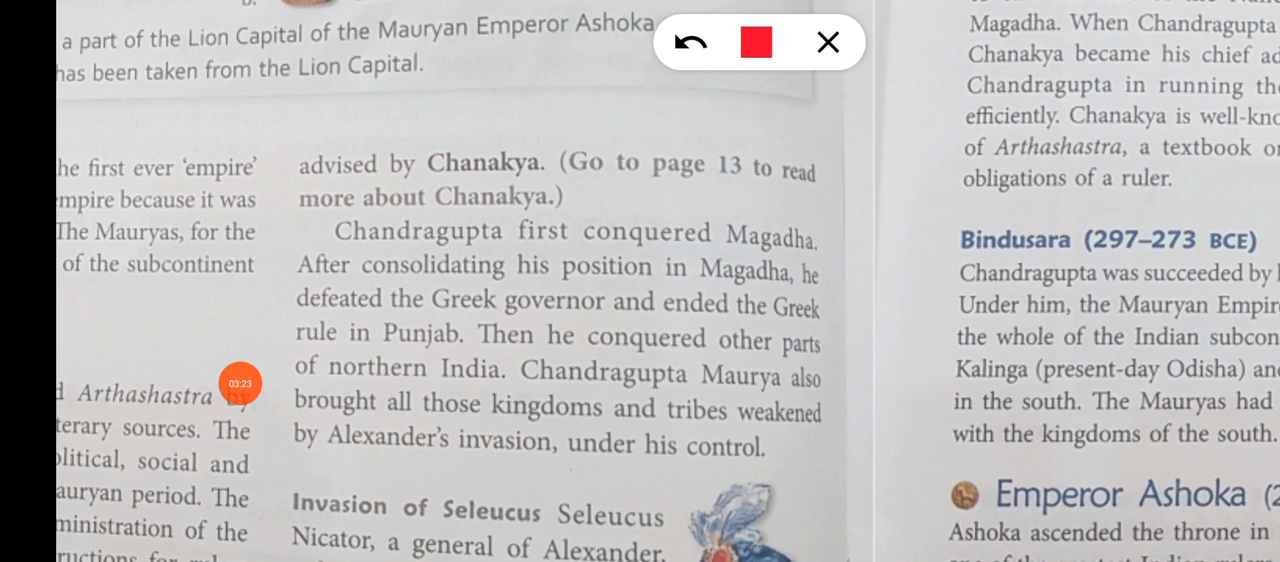 a part of the Lion Capital of the Mauryan Emperor Ashoka
has been taken from the Lion Capital.
he first ever ‘empire’
mpire because it was
The Mauryas, for the
of the subcontinent
d Arthashastra by
terary sources. The
olitical, social and
auryan period. The
ministration of the
03:23
advised by Chanakya. (Go to page 13 to read
more about Chanakya.)
Chandragupta first conquered Magadha.
After consolidating his position in Magadha, he
defeated the Greek governor and ended the Greek
rule in Punjab. Then he conquered other parts
of northern India. Chandragupta Maurya also
brought all those kingdoms and tribes weakened
by Alexander’s invasion, under his control.
Invasion of Seleucus Seleucus
Nicator, a general of Alexander,
Magadha. When Chandragupta
Chanakya became his chief ad
Chandragupta in running the
efficiently. Chanakya is well-kno
of Arthashastra, a textbook o
obligations of a ruler.
Bindusara (297–273 BCE)
Chandragupta was succeeded by
Under him, the Mauryan Empir
the whole of the Indian subcon
Kalinga (present-day Odisha) an
in the south. The Mauryas had
with the kingdoms of the south.
Emperor Ashoka (2
Ashoka ascended the throne in